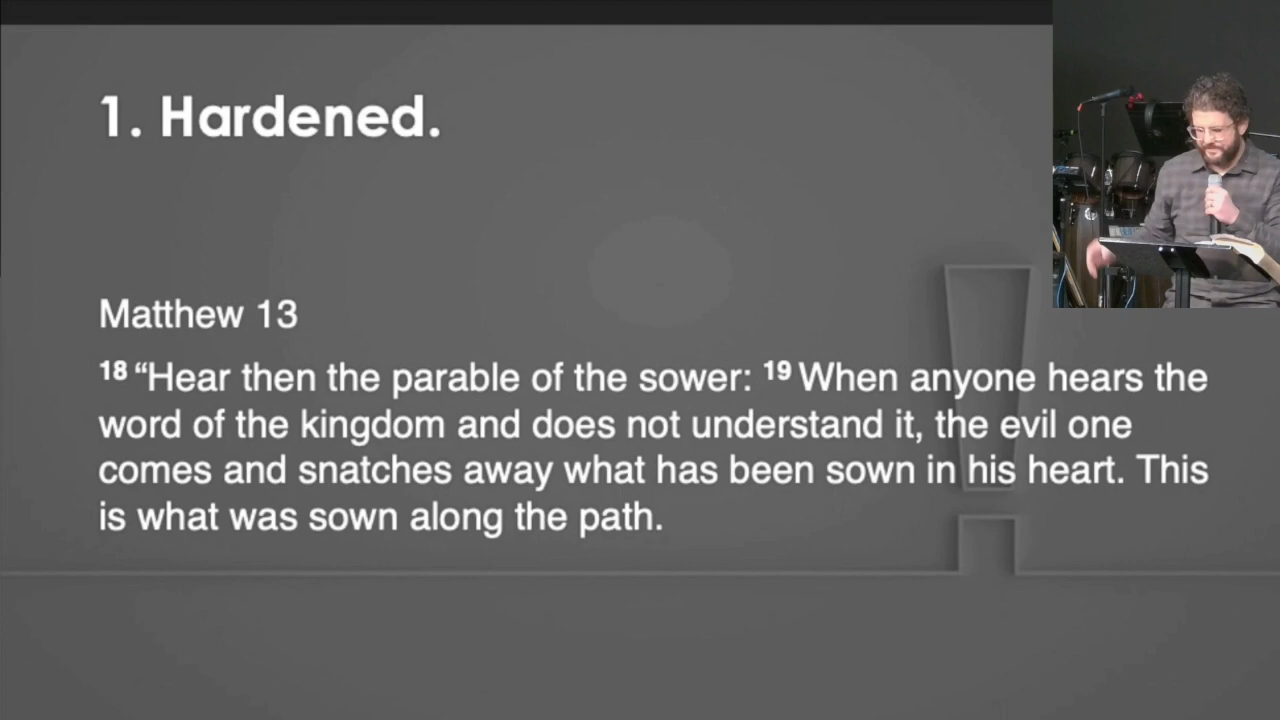 1. Hardened.
Matthew 13
18 “Hear then the parable of the sower: 19 When anyone hears the
word of the kingdom and does not understand it, the evil one
comes and snatches away what has been sown in his heart. This
is what was sown along the path.